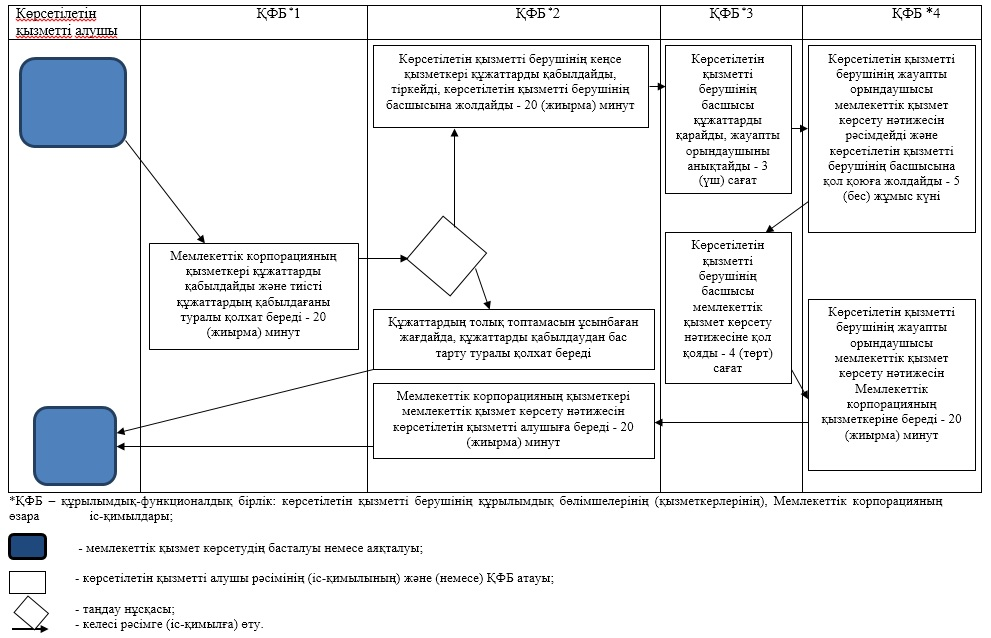 Көрсетілетін
қызметті алушы
ҚФБ*1
ҚФБ*2
ҚФБ*3
ҚФБ *4
Көрсетілетін қызметті берушінің кеңсе
қызметкері құжаттарды қабылдайды,
тіркейді, көрсетілетін қызметті берушінің
басшысына жолдайды - 20 (жиырма) минут
Көрсетілетін
қызметті
берушінің
басшысы
құжаттарды
қарайды, жауапты
орындаушыны
анықтайды - 3
(үш) сағат
Көрсетілетін қызметті
берушінің жауапты
орындаушысы
мемлекеттік қызмет
көрсету нәтижесін
рәсімдейді және
көрсетілетін қызметті
берушінің басшысына
қол қоюға жолдайды - 5
(бес) жұмыс күні
Мемлекеттік корпорацияның
қызметкері құжаттарды
қабылдайды және тиісті
құжаттардың қабылдағаны
туралы қолхат береді - 20
(жиырма) минут
Құжаттардың толық топтамасын ұсынбаған
жағдайда, құжаттарды қабылдаудан бас
тарту туралы қолхат береді
Көрсетілетін
қызметті
берушінің
басшысы
мемлекеттік
қызмет көрсету
нәтижесіне қол
қояды - 4 (төрт)
сағат
Көрсетілетін қызметті
берушінің жауапты
орындаушысы
мемлекеттік қызмет
көрсету нәтижесін
Мемлекеттік
корпорацияның
қызметкеріне береді - 20
(жиырма) минут
Мемлекеттік корпорацияның қызметкері
мемлекеттік қызмет көрсету нәтижесін
көрсетілетін қызметті алушыға береді - 20
(жиырма) минут
*ҚФБ – құрылымдық-функционалдық бірлік: көрсетілетін қызметті берушінің құрылымдық бөлімшелерінің (қызметкерлерінің), Мемлекеттік корпорацияның
өзара іс-қимылдары;
- мемлекеттік қызмет көрсетудің басталуы немесе аяқталуы;
- көрсетілетін қызметті алушы рәсімінің (іс-қимылының) және (немесе) ҚФБ атауы;
- таңдау нұсқасы;
- келесі рәсімге (іс-қимылға) өту.